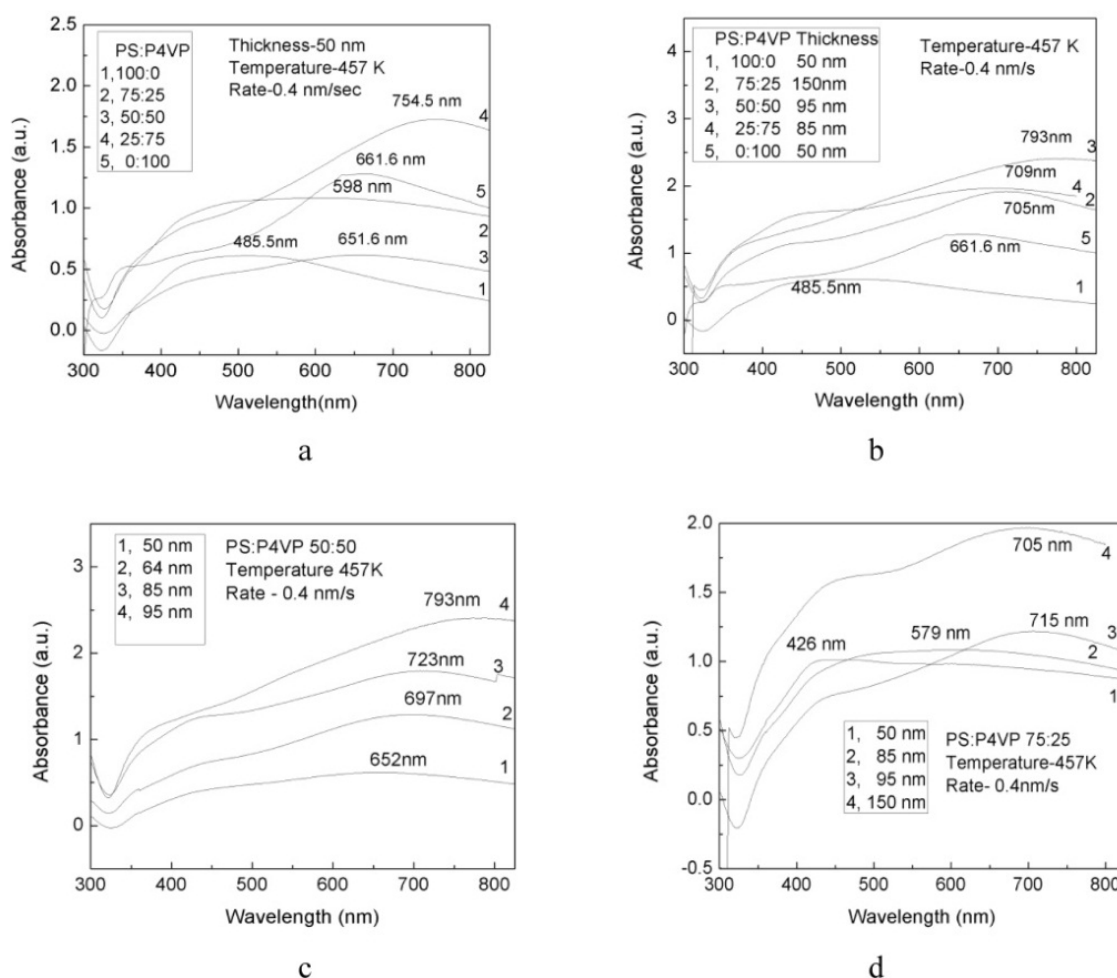 PS:P4VP
1,100:0
2, 75:25
3, 50:50
4, 25:75
5, 0:100
Thickness-50 nm
Temperature-457 K
Rate-0.4 nm/sec
754.5 nm
4
661.6 nm
598 nm
5
485.5nm
651.6 nm
2
3
1
2.5
2.0
1.5
1.0
0.5
0.0
Absorbance (a.u.)
300 400 500 600 700 800
Wavelength(nm)
a
PS:P4VP Thickness
1, 100:0 50 nm
2, 75:25 150nm
3, 50:50 95 nm
4, 25:75 85 nm
5, 0:100 50 nm
Temperature-457 K
Rate-0.4 nm/s
793nm
3
709nm
4
705nm
2
661.6 nm
5
485.5nm
1
4
3
2
1
0
Absorbance (a.u.)
300 400 500 600 700 800
Wavelength (nm)
b
1, 50 nm
2, 64 nm
3, 85 nm
4, 95 nm
PS:P4VP 50:50
Temperature 457K
Rate - 0.4 nm/s
793nm
4
723nm
3
697nm
2
652nm
1
3
2
1
0
Absorbance (a.u.)
300 400 500 600 700 800
Wavelength (nm)
c
705 nm
4
715 nm
3
426 nm
579 nm
2
1
1, 50 nm
2, 85 nm
3, 95 nm
4, 150 nm
PS:P4VP 75:25
Temperature-457K
Rate- 0.4nm/s
2.0
1.5
1.0
0.5
0.0
-0.5
Absorbance (a.u.)
300 400 500 600 700 800
Wavelength (nm)
d